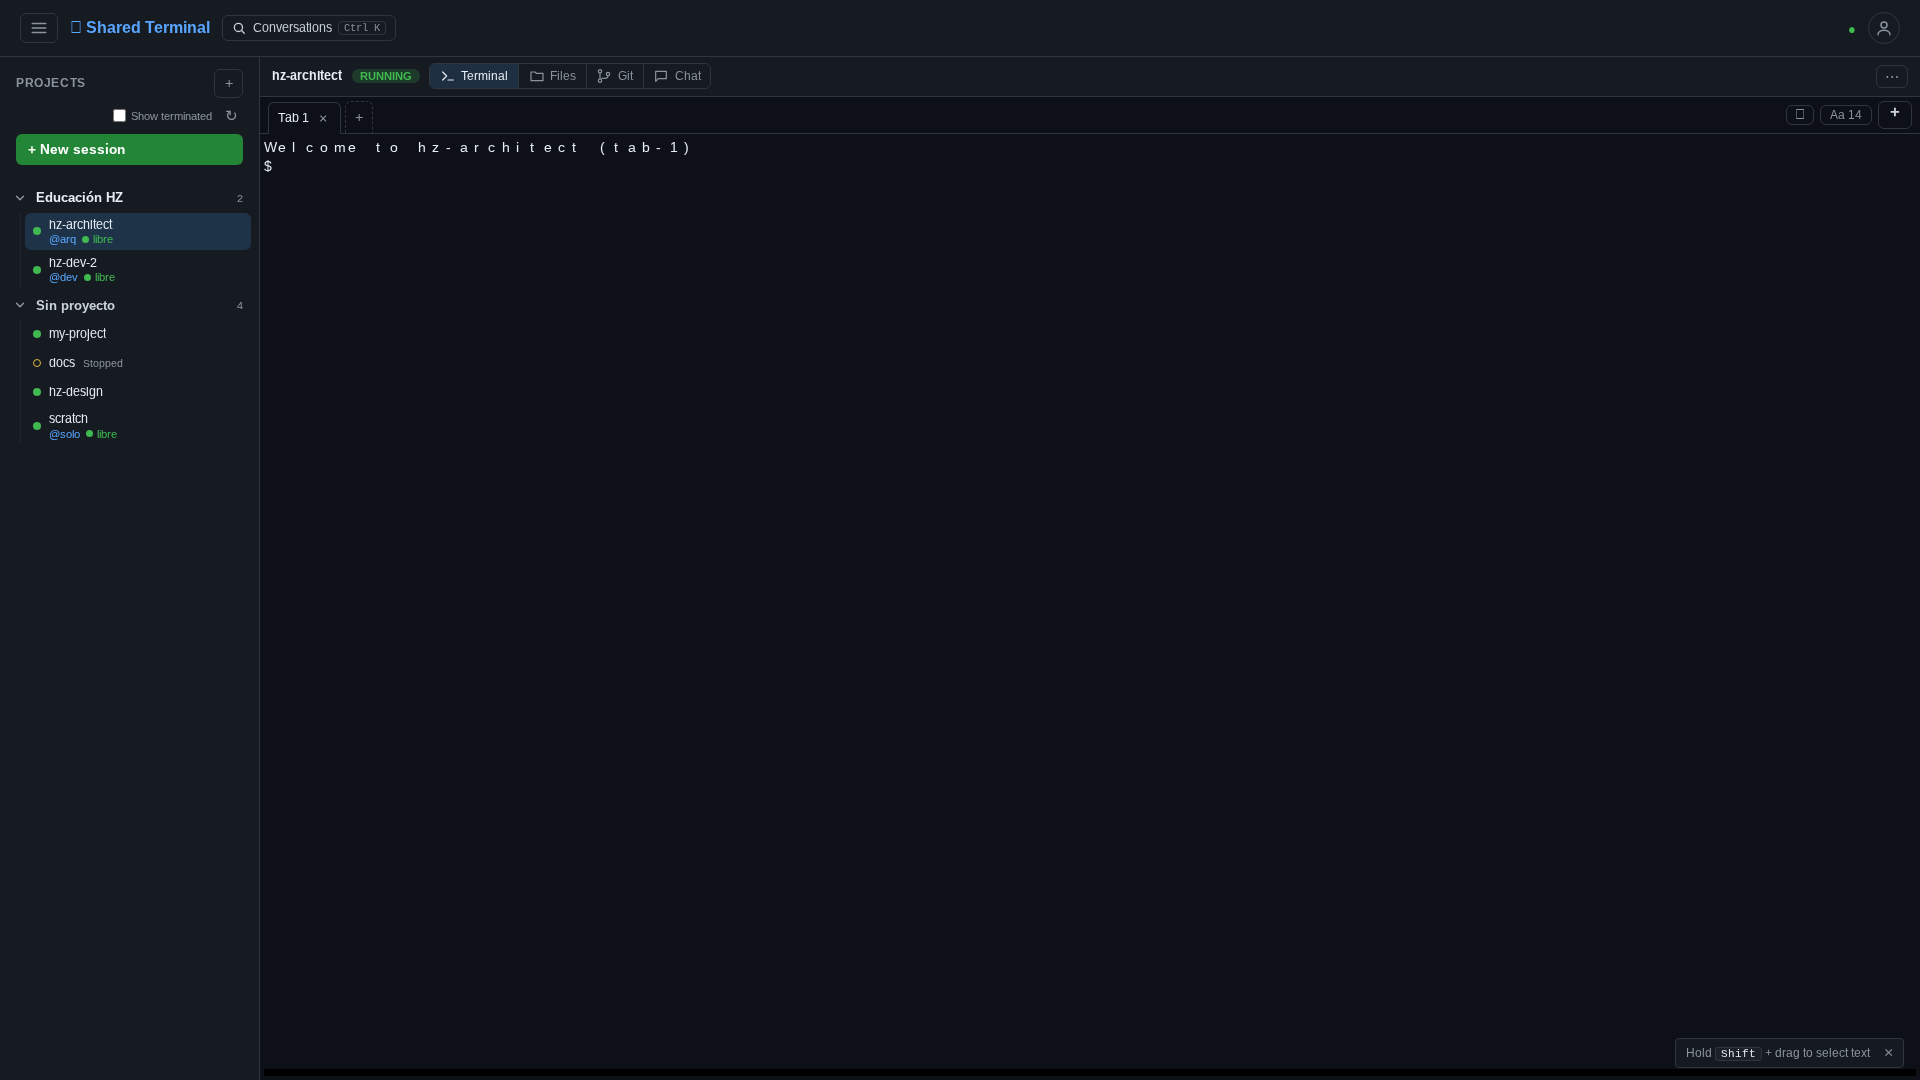 Shared Terminal
Conversations Ctrl K
PROJECTS +
Show terminated ↻
+ New session
Educación HZ 2
hz-architect
@arq libre
hz-dev-2
@dev libre
Sin proyecto 4
my-project
docs Stopped
hz-design
scratch
@solo libre
hz-architect RUNNING Terminal Files Git Chat ⋯
Tab 1 × + Aa 14 +
Welcome to hz-architect (tab-1)
$
Hold Shift + drag to select text ×